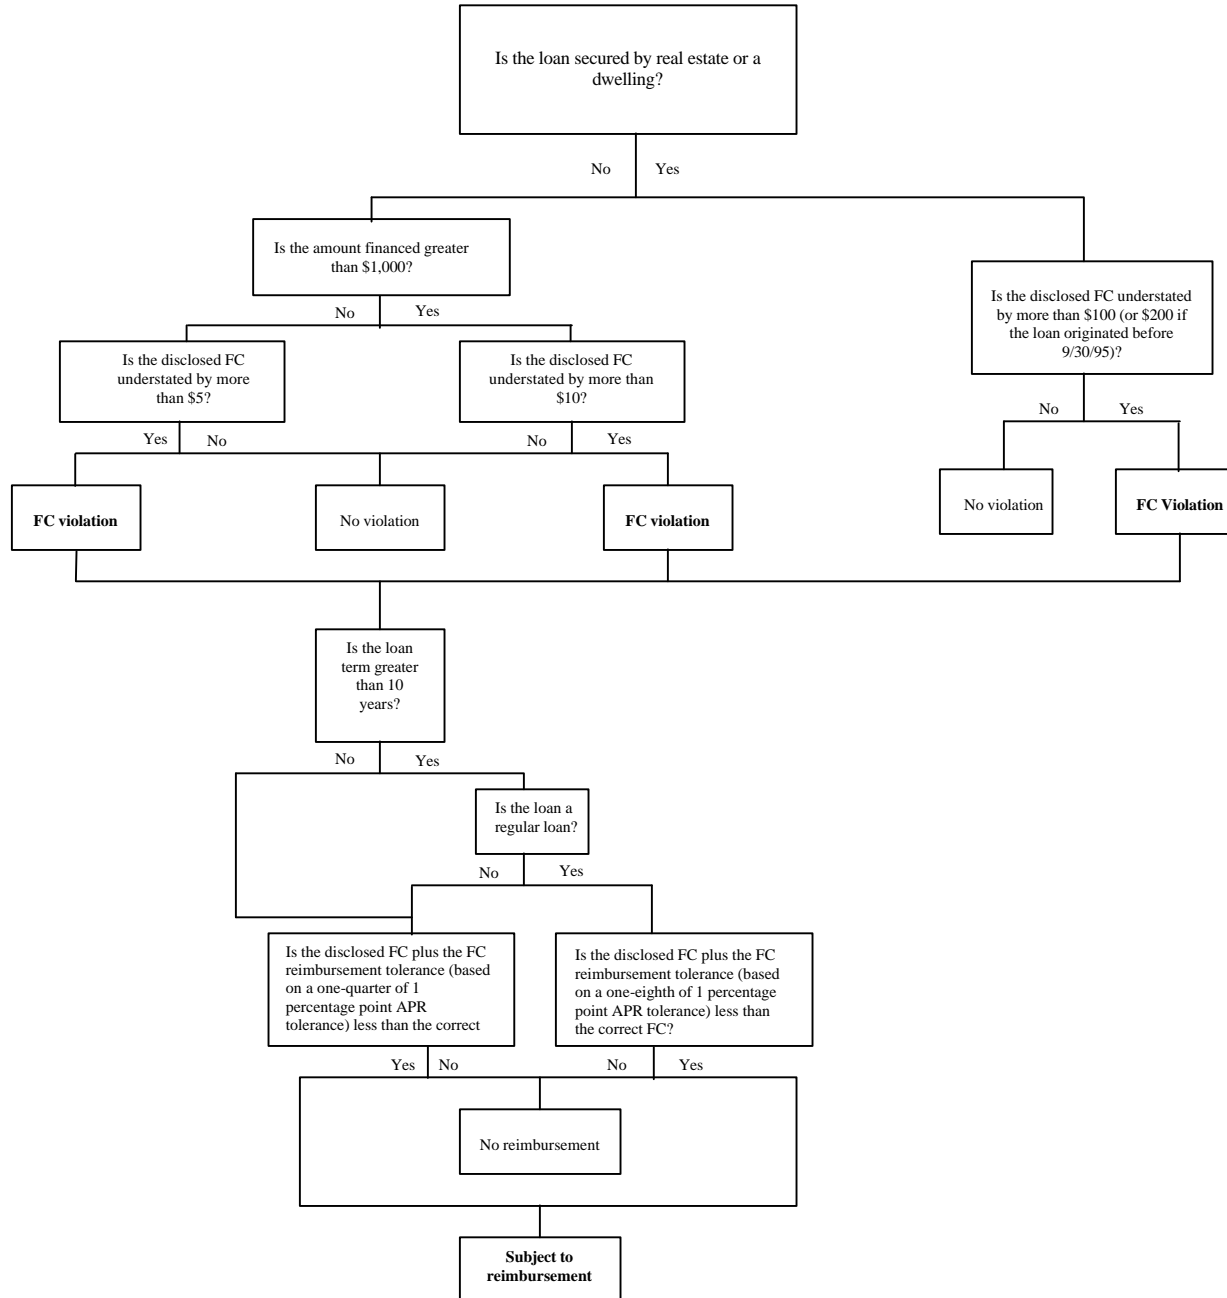 Is the loan secured by real estate or a
dwelling?
No
Yes
Is the amount financed greater
than $1,000?
Is the disclosed FC understated
by more than $100 (or $200 if
the loan originated before
9/30/95)?
No
Yes
Is the disclosed FC
understated by more
than $5?
Is the disclosed FC
understated by more than
$10?
No
Yes
Yes
No
No
Yes
FC violation
No violation
FC violation
No violation
FC Violation
Is the loan
term greater
than 10
years?
No
Yes
Is the loan a
regular loan?
No
Yes
Is the disclosed FC plus the FC
reimbursement tolerance (based
on a one-quarter of 1
percentage point APR
tolerance) less than the correct
Is the disclosed FC plus the FC
reimbursement tolerance (based
on a one-eighth of 1 percentage
point APR tolerance) less than
the correct FC?
Yes
No
No
Yes
No reimbursement
Subject to
reimbursement